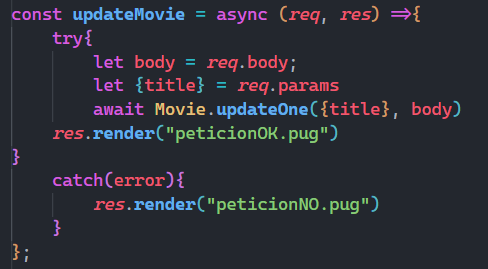 const updateMovie = async (req, res) =>{
    try{
        let body = req.body;
        let {title} = req.params
        await Movie.updateOne({title}, body)
    res.render("peticionOK.pug")
}
    catch(error){
        res.render("peticionNO.pug")
    }
};